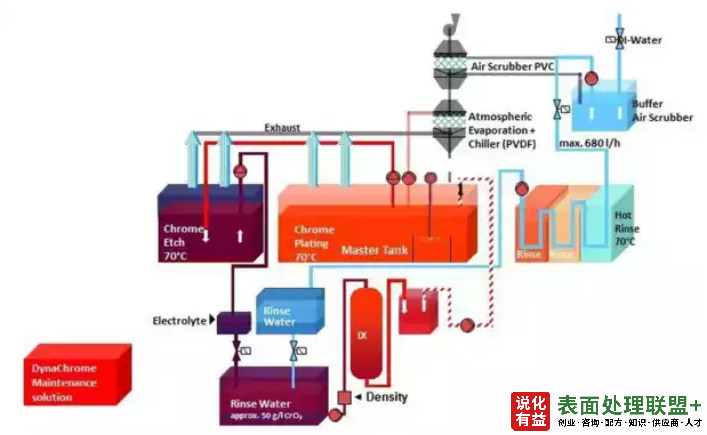 DI-Water
Air Scrubber PVC
Buffer
Air Scrubber
Atmospheric
Evaporation +
Chiller (PVDF)
Exhaust
max. 680 l/h
Chrome
Etch
70°C
Chrome
Plating
70°C
Master Tank
Hot
Rinse
70°C
Rinse
Rinse
Electrolyte
Rinse
Water
IX
DynaChrome
Maintenance
solution
Rinse Water
approx. 50 g/l CrO₃
Density
说化
有益
表面处理联盟+
创业·咨询·配方·知识·供应商·人才